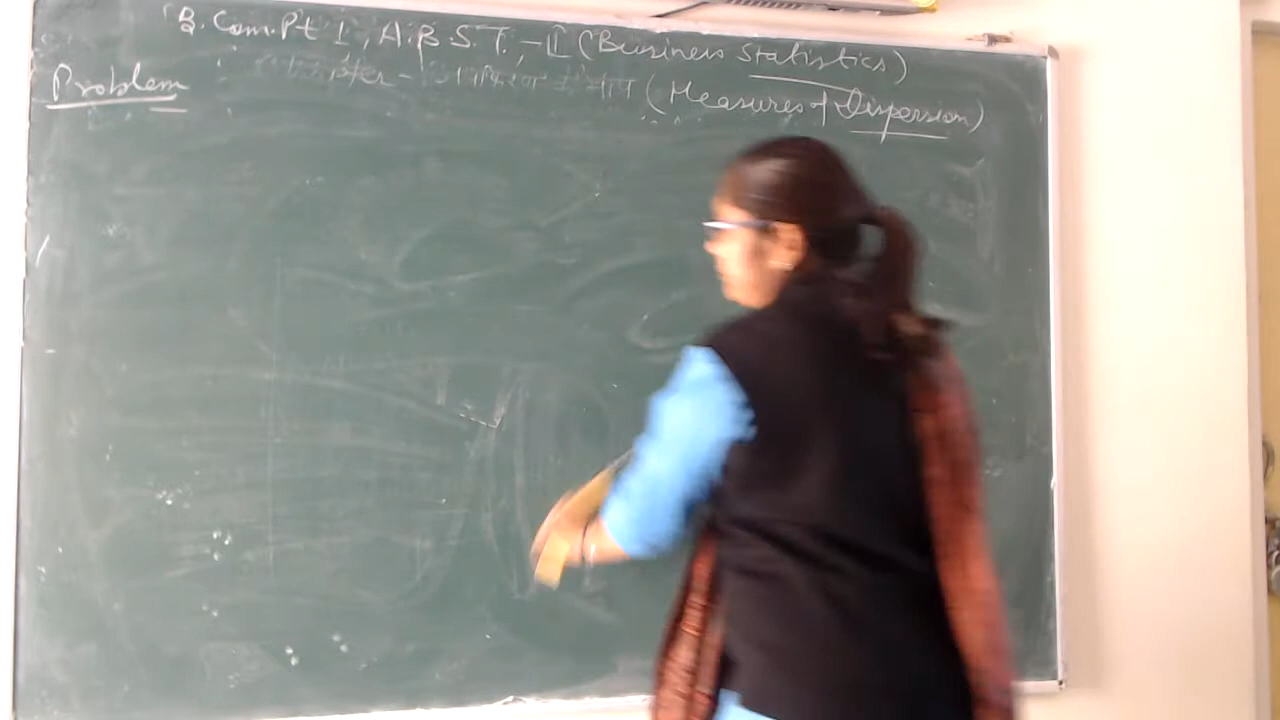 B. Com. Pt I, A.B.S.T. - II (Business Statistics)
(Measures of Dispersion)
Problem